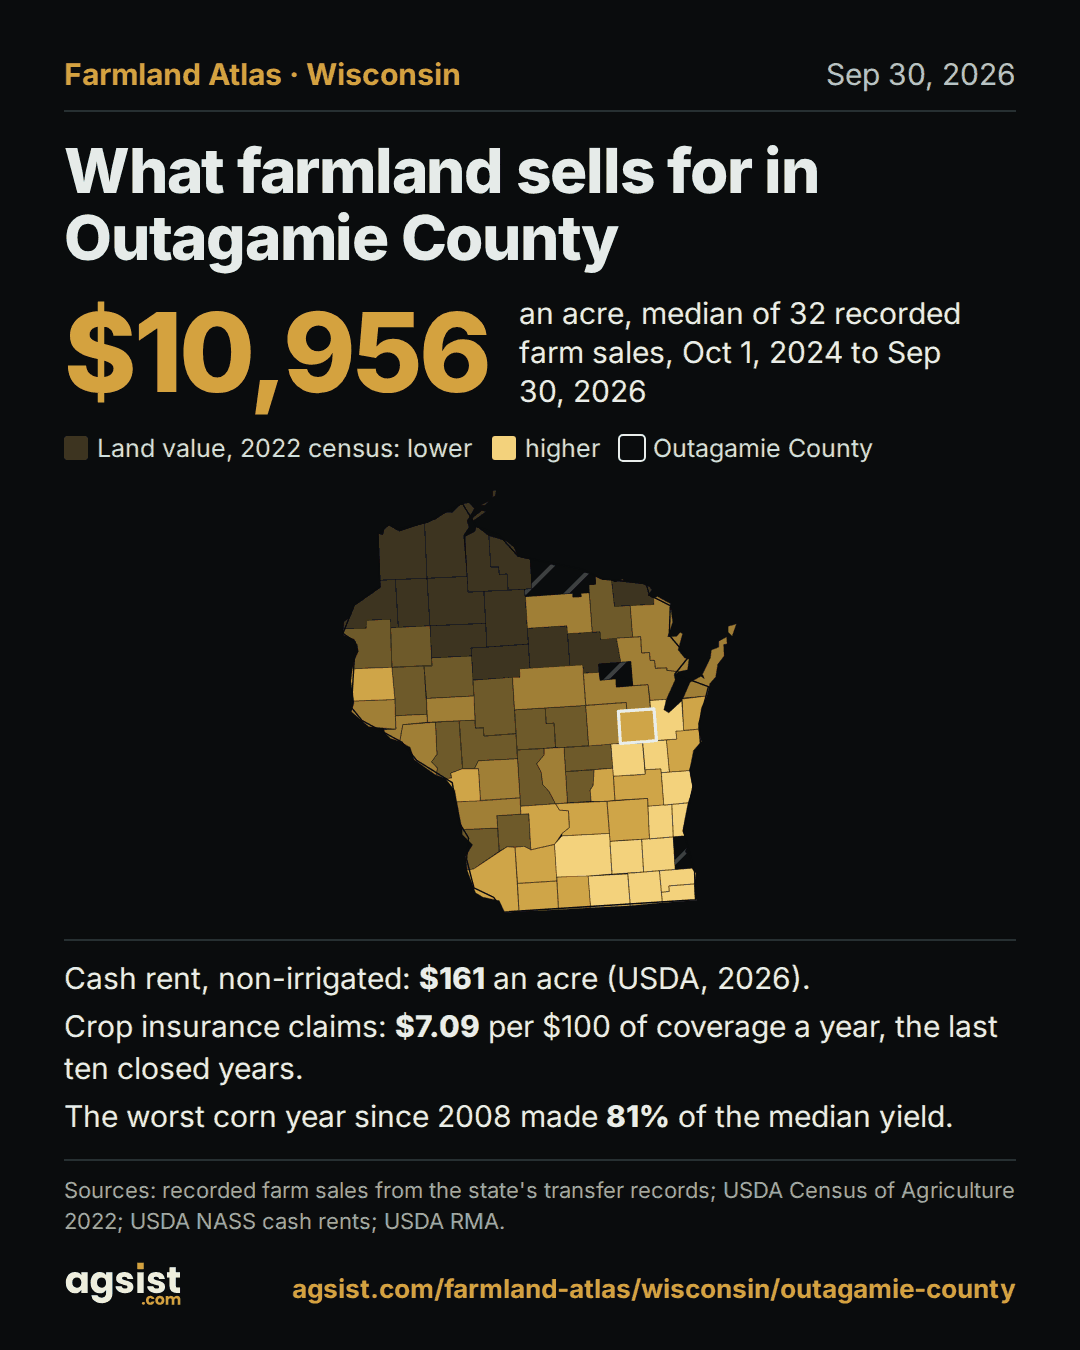 Farmland Atlas · Wisconsin
Sep 30, 2026
What farmland sells for in
Outagamie County
$10,956
an acre, median of 32 recorded
farm sales, Oct 1, 2024 to Sep
30, 2026
Land value, 2022 census: lower
higher
Outagamie County
Cash rent, non-irrigated: $161 an acre (USDA, 2026).
Crop insurance claims: $7.09 per $100 of coverage a year, the last
ten closed years.
The worst corn year since 2008 made 81% of the median yield.
Sources: recorded farm sales from the state's transfer records; USDA Census of Agriculture
2022; USDA NASS cash rents; USDA RMA.
agsist
.com
agsist.com/farmland-atlas/wisconsin/outagamie-county